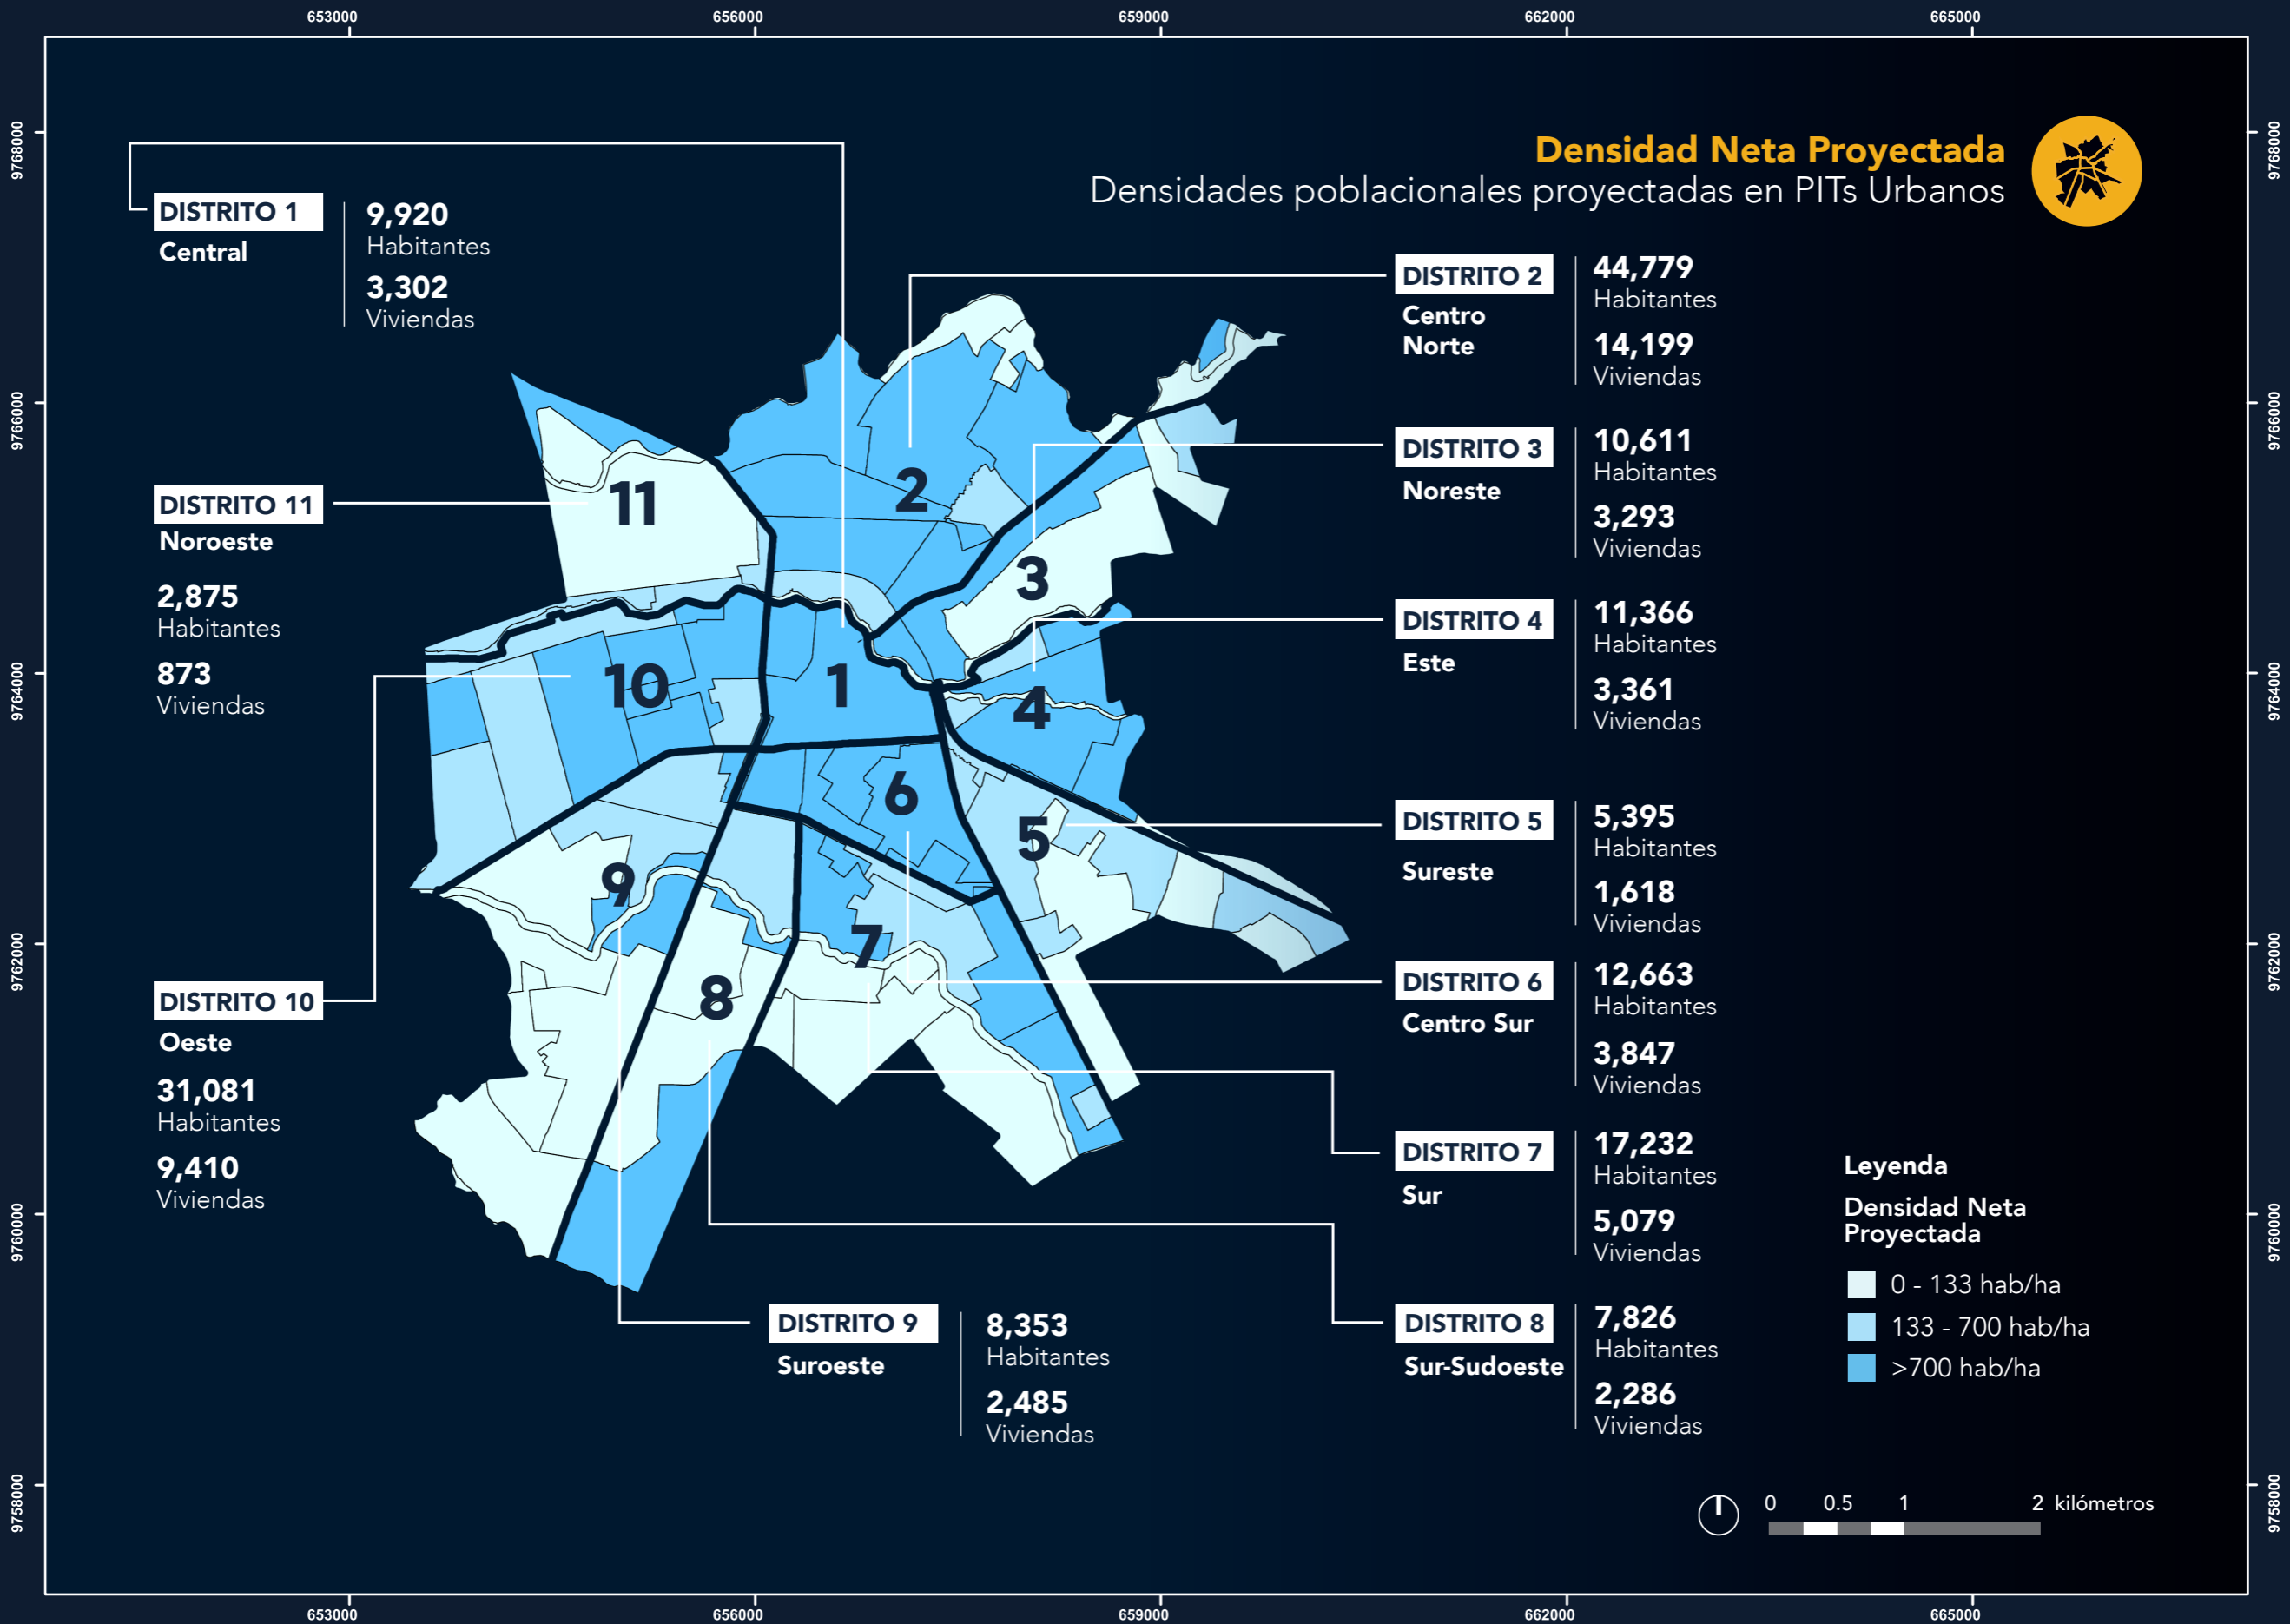 653000
656000
659000
662000
665000
9768000
9768000
Densidad Neta Proyectada
Densidades poblacionales proyectadas en PITs Urbanos
DISTRITO 1
Central
9,920
Habitantes
3,302
Viviendas
DISTRITO 2
Centro
Norte
44,779
Habitantes
14,199
Viviendas
9766000
9766000
DISTRITO 3
Noreste
10,611
Habitantes
3,293
Viviendas
DISTRITO 11
Noroeste
2,875
Habitantes
873
Viviendas
11
2
3
DISTRITO 4
Este
11,366
Habitantes
3,361
Viviendas
9764000
9764000
10
1
4
6
5
9
7
8
DISTRITO 5
Sureste
5,395
Habitantes
1,618
Viviendas
9762000
9762000
DISTRITO 6
Centro Sur
12,663
Habitantes
3,847
Viviendas
DISTRITO 10
Oeste
31,081
Habitantes
9,410
Viviendas
DISTRITO 7
Sur
17,232
Habitantes
5,079
Viviendas
9760000
9760000
DISTRITO 9
Suroeste
8,353
Habitantes
2,485
Viviendas
DISTRITO 8
Sur-Sudoeste
7,826
Habitantes
2,286
Viviendas
Leyenda
Densidad Neta
Proyectada
0 - 133 hab/ha
133 - 700 hab/ha
>700 hab/ha
9758000
9758000
0 0.5 1 2 kilómetros
653000
656000
659000
662000
665000